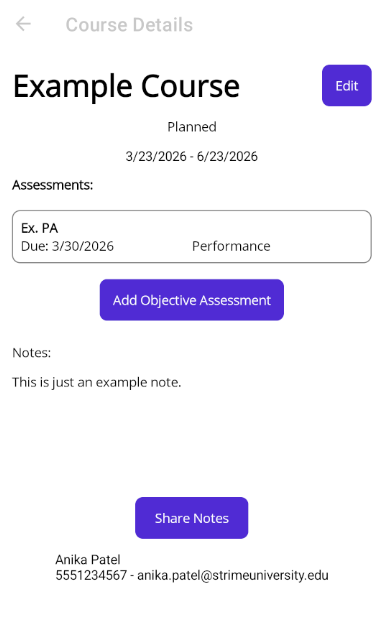 Course Details
Example Course
Edit
Planned
3/23/2026 - 6/23/2026
Assessments:
Ex. PA
Due: 3/30/2026 Performance
Add Objective Assessment
Notes:
This is just an example note.
Share Notes
Anika Patel
5551234567 - anika.patel@strimeuniversity.edu